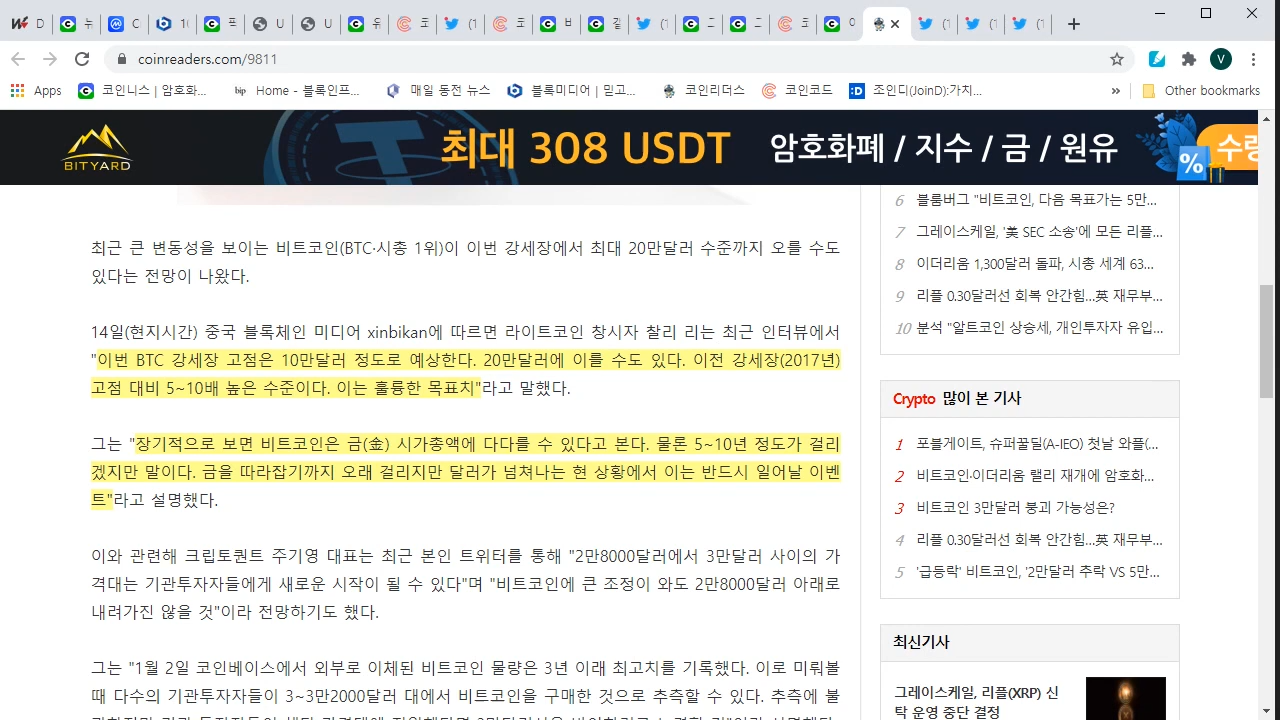 coinreaders.com/9811
V
Apps
코인니스 | 암호화...
Home - 블록인프...
매일 동전 뉴스
블록미디어 | 믿고...
코인리더스
코인코드
조인디(JoinD):가지...
»
Other bookmarks
BITYARD
최대 308 USDT
암호화폐 / 지수 / 금 / 원유
%
최근 큰 변동성을 보이는 비트코인(BTC·시총 1위)이 이번 강세장에서 최대 20만달러 수준까지 오를 수도
있다는 전망이 나왔다.
14일(현지시간) 중국 블록체인 미디어 xinbikan에 따르면 라이트코인 창시자 찰리 리는 최근 인터뷰에서
"이번 BTC 강세장 고점은 10만달러 정도로 예상한다. 20만달러에 이를 수도 있다. 이전 강세장(2017년)
고점 대비 5~10배 높은 수준이다. 이는 훌륭한 목표치"라고 말했다.
그는 "장기적으로 보면 비트코인은 금(金) 시가총액에 다다를 수 있다고 본다. 물론 5~10년 정도가 걸리
겠지만 말이다. 금을 따라잡기까지 오래 걸리지만 달러가 넘쳐나는 현 상황에서 이는 반드시 일어날 이벤
트"라고 설명했다.
이와 관련해 크립토퀀트 주기영 대표는 최근 본인 트위터를 통해 "2만8000달러에서 3만달러 사이의 가
격대는 기관투자자들에게 새로운 시작이 될 수 있다"며 "비트코인에 큰 조정이 와도 2만8000달러 아래로
내려가진 않을 것"이라 전망하기도 했다.
그는 "1월 2일 코인베이스에서 외부로 이체된 비트코인 물량은 3년 이래 최고치를 기록했다. 이로 미뤄볼
때 다수의 기관투자자들이 3~3만2000달러 대에서 비트코인을 구매한 것으로 추측할 수 있다. 추측에 불
6 블룸버그 "비트코인, 다음 목표가는 5만...
7 그레이스케일, '美 SEC 소송'에 모든 리플...
8 이더리움 1,300달러 돌파, 시총 세계 63...
9 리플 0.30달러선 회복 안간힘…英 재무부...
10 분석 "알트코인 상승세, 개인투자자 유입...
Crypto 많이 본 기사
1 포블게이트, 슈퍼꿀딜(A-IEO) 첫날 와플(...
2 비트코인·이더리움 랠리 재개에 암호화...
3 비트코인 3만달러 붕괴 가능성은?
4 리플 0.30달러선 회복 안간힘…英 재무부...
5 '급등락' 비트코인, '2만달러 추락 VS 5만...
최신기사
그레이스케일, 리플(XRP) 신
탁 운영 중단 결정